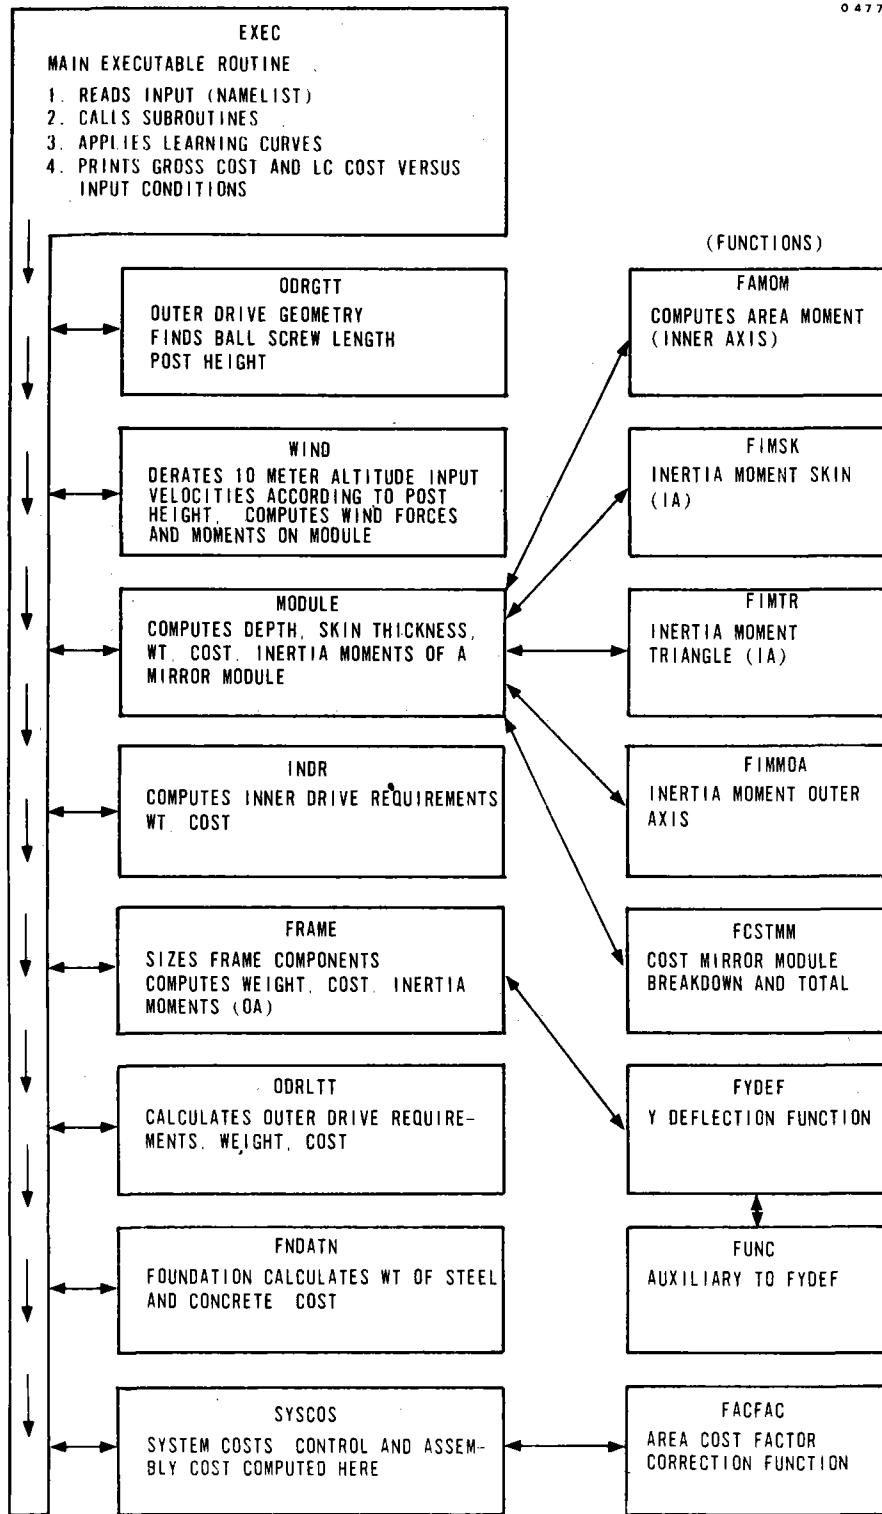 0477
EXEC
MAIN EXECUTABLE ROUTINE
1. READS INPUT (NAMELIST)
2. CALLS SUBROUTINES
3. APPLIES LEARNING CURVES
4. PRINTS GROSS COST AND LC COST VERSUS
INPUT CONDITIONS
(FUNCTIONS)
ODRGTT
OUTER DRIVE GEOMETRY
FINDS BALL SCREW LENGTH
POST HEIGHT
FAMOM
COMPUTES AREA MOMENT
(INNER AXIS)
WIND
DERATES 10 METER ALTITUDE INPUT
VELOCITIES ACCORDING TO POST
HEIGHT, COMPUTES WIND FORCES
AND MOMENTS ON MODULE
FIMSK
INERTIA MOMENT SKIN
(IA)
MODULE
COMPUTES DEPTH, SKIN THICKNESS,
WT, COST, INERTIA MOMENTS OF A
MIRROR MODULE
FIMTR
INERTIA MOMENT
TRIANGLE (IA)
INDR
COMPUTES INNER DRIVE REQUIREMENTS
WT, COST
FIMMOA
INERTIA MOMENT OUTER
AXIS
FRAME
SIZES FRAME COMPONENTS
COMPUTES WEIGHT, COST, INERTIA
MOMENTS (OA)
FCSTMM
COST MIRROR MODULE
BREAKDOWN AND TOTAL
ODRLTT
CALCULATES OUTER DRIVE REQUIRE-
MENTS, WEIGHT, COST
FYDEF
Y DEFLECTION FUNCTION
FNDATN
FOUNDATION CALCULATES WT OF STEEL
AND CONCRETE COST
FUNC
AUXILIARY TO FYDEF
SYSCOS
SYSTEM COSTS CONTROL AND ASSEM-
BLY COST COMPUTED HERE
FACFAC
AREA COST FACTOR
CORRECTION FUNCTION